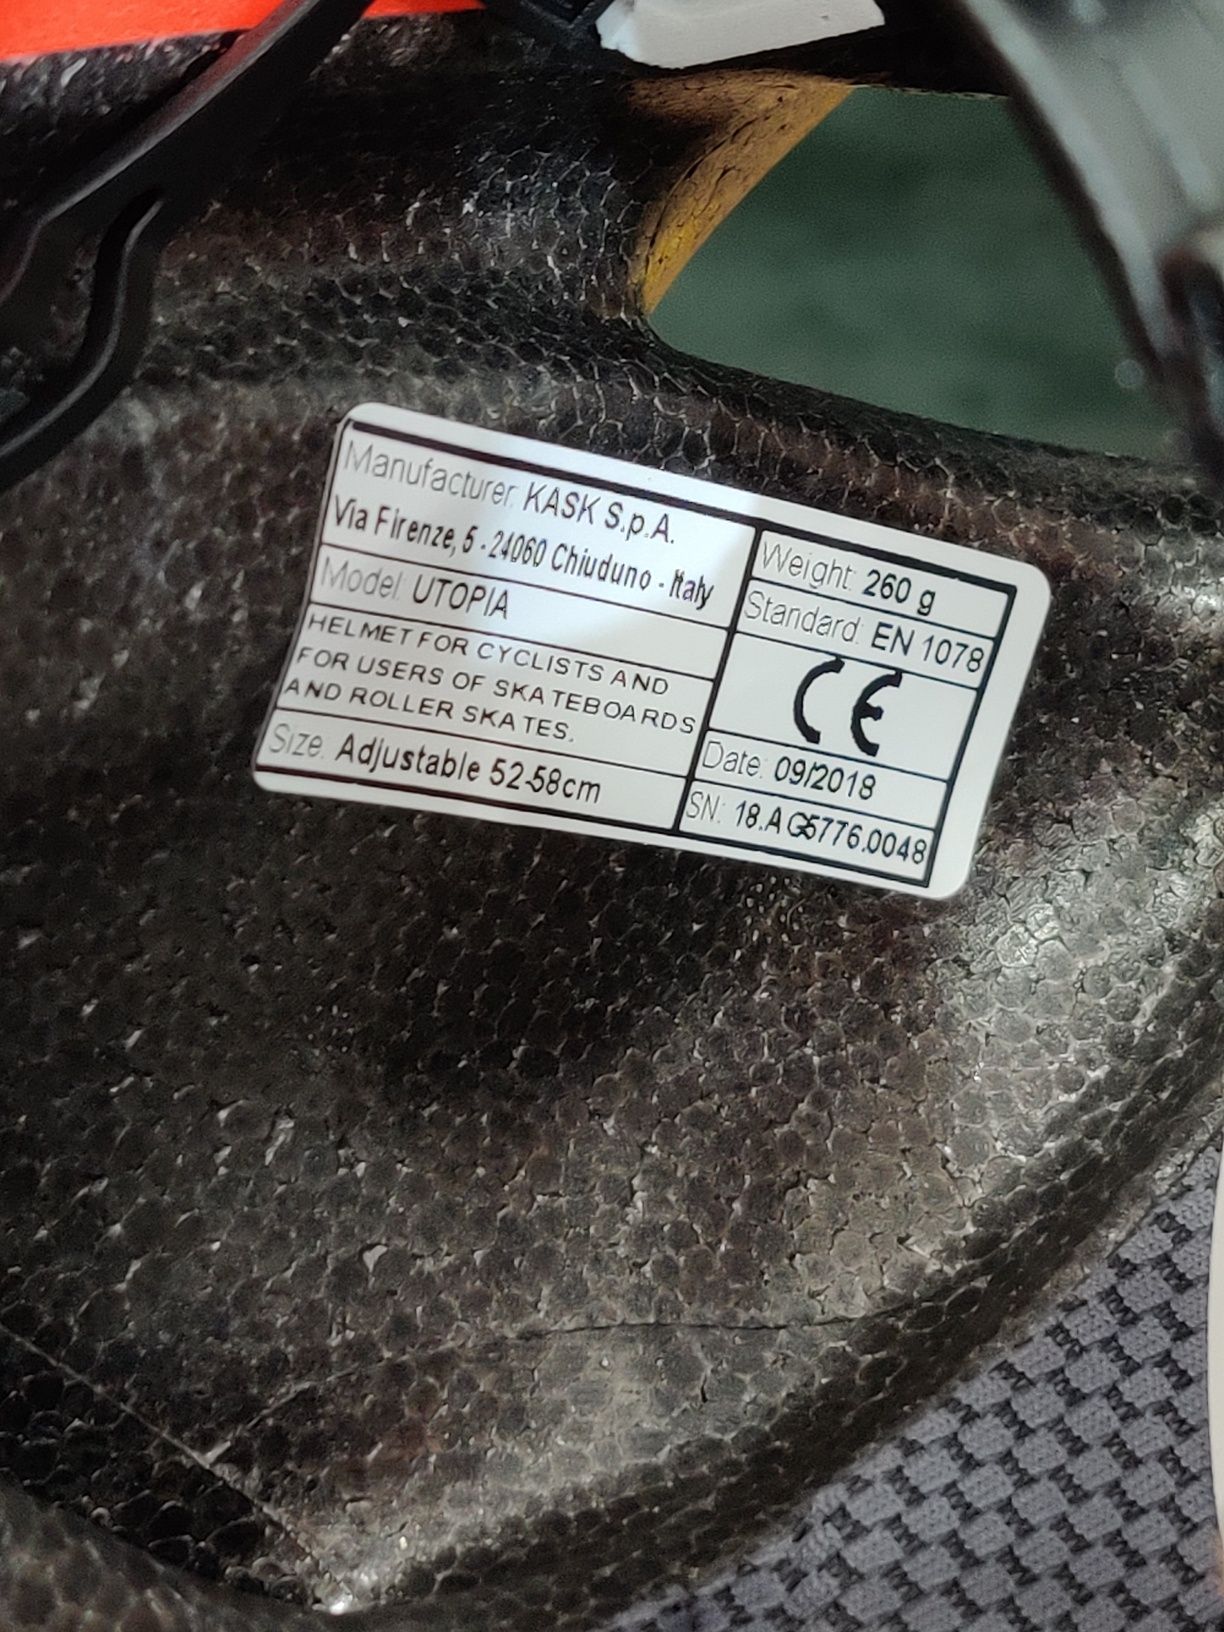 Manufacturer: KASK S.p.A.
Via Firenze, 5 - 24060 Chiuduno - Italy
Model: UTOPIA
HELMET FOR CYCLISTS AND
FOR USERS OF SKATEBOARDS
AND ROLLER SKATES.
Size: Adjustable 52-58cm
Weight: 260 g
Standard: EN 1078
CE
Date: 09/2018
SN: